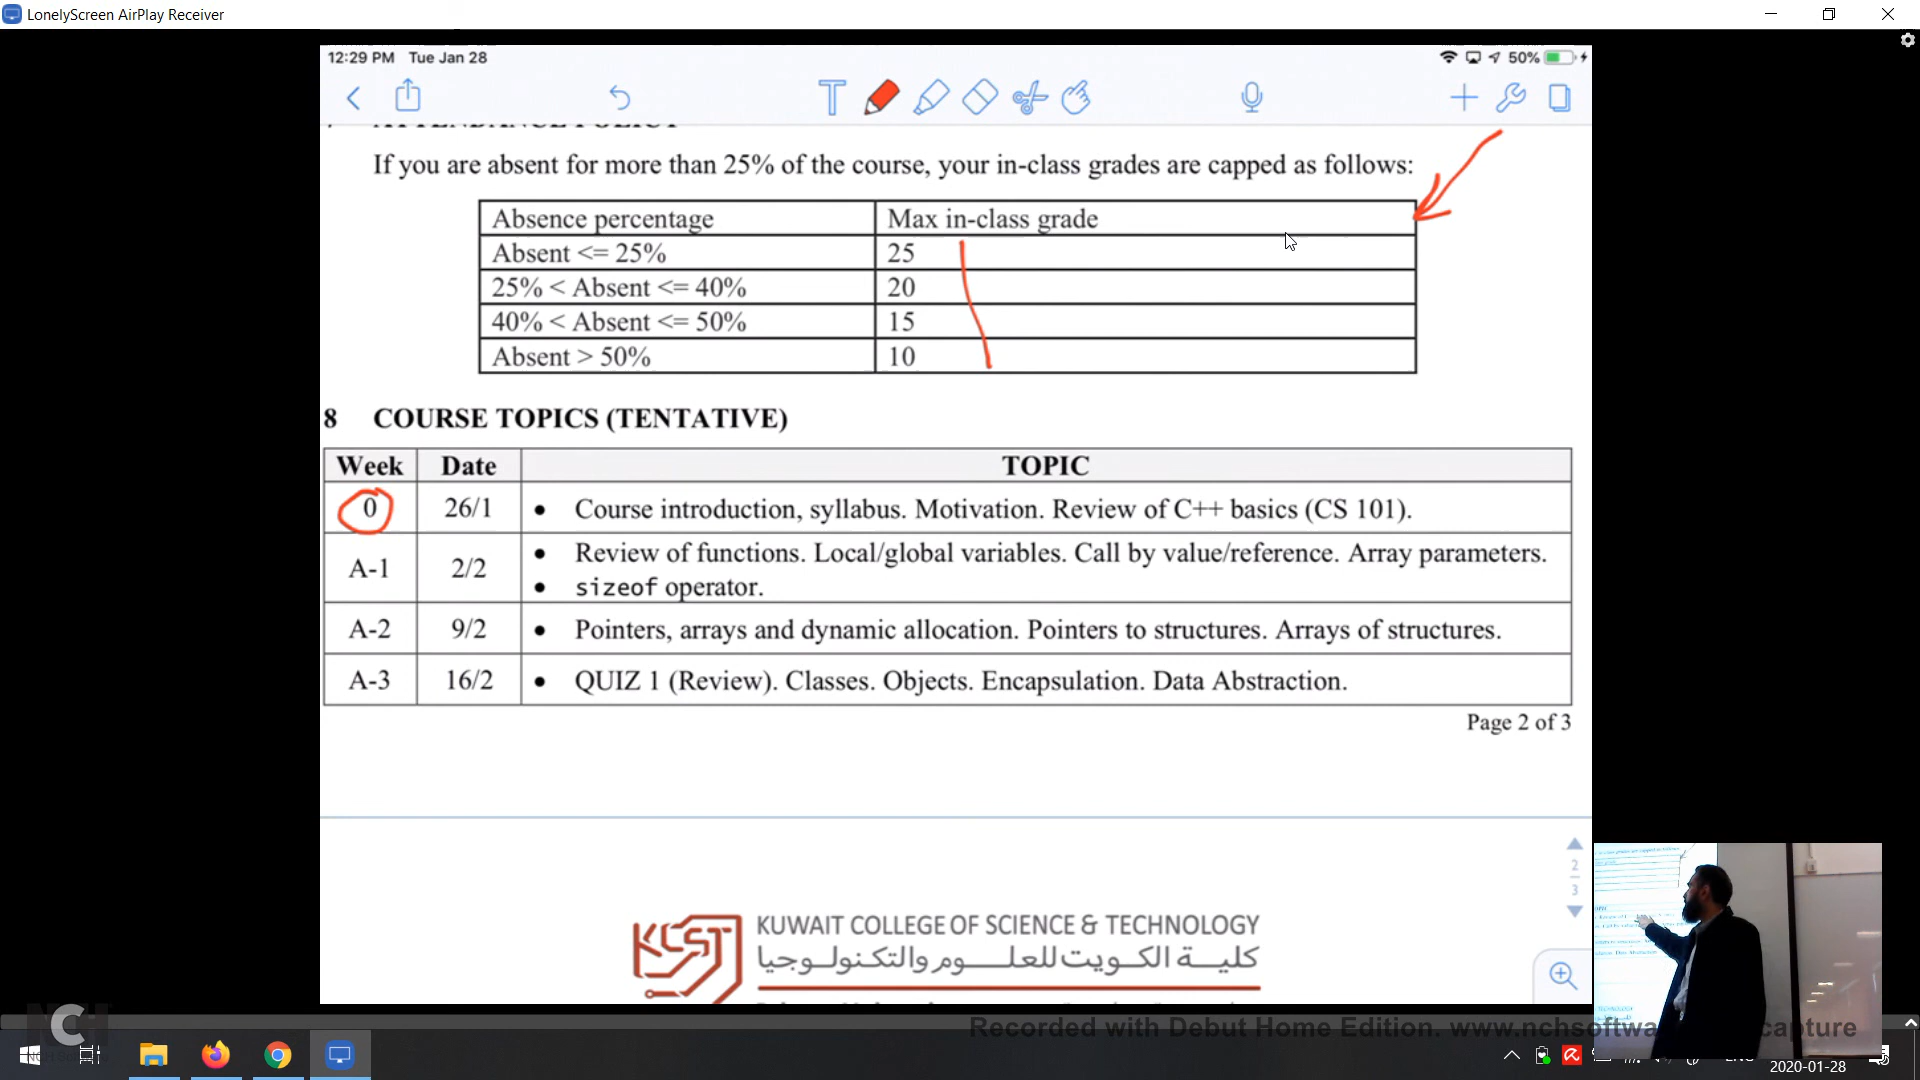 LonelyScreen AirPlay Receiver
12:29 PM Tue Jan 28
50%
If you are absent for more than 25% of the course, your in-class grades are capped as follows:
Absence percentage Max in-class grade
Absent <= 25% 25
25% < Absent <= 40% 20
40% < Absent <= 50% 15
Absent > 50% 10
8 COURSE TOPICS (TENTATIVE)
Week Date TOPIC
0 26/1 • Course introduction, syllabus. Motivation. Review of C++ basics (CS 101).
A-1 2/2 • Review of functions. Local/global variables. Call by value/reference. Array parameters.
• sizeof operator.
A-2 9/2 • Pointers, arrays and dynamic allocation. Pointers to structures. Arrays of structures.
A-3 16/2 • QUIZ 1 (Review). Classes. Objects. Encapsulation. Data Abstraction.
Page 2 of 3
2
3
KCST
KUWAIT COLLEGE OF SCIENCE & TECHNOLOGY
كلية الكويت للعلوم والتكنولوجيا
Recorded with Debut Home Edition. www.nchsoftwa capture
2020-01-28